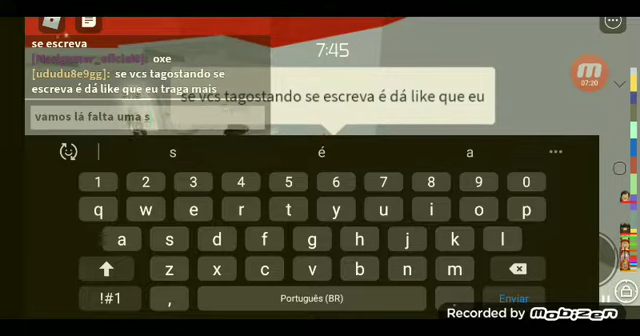 7:45
07:20
se escreva
oxe
[ududu8e9gg]: se vcs tagostando se
escreva é dá like que eu traga mais
se vcs tagostando se escreva é dá like que eu
vamos lá falta uma s
s é a
1 2 3 4 5 6 7 8 9 0
q w e r t y u i o p
a s d f g h j k l
z x c v b n m
!#1 , Português (BR) . Enviar
Recorded by Mobizen